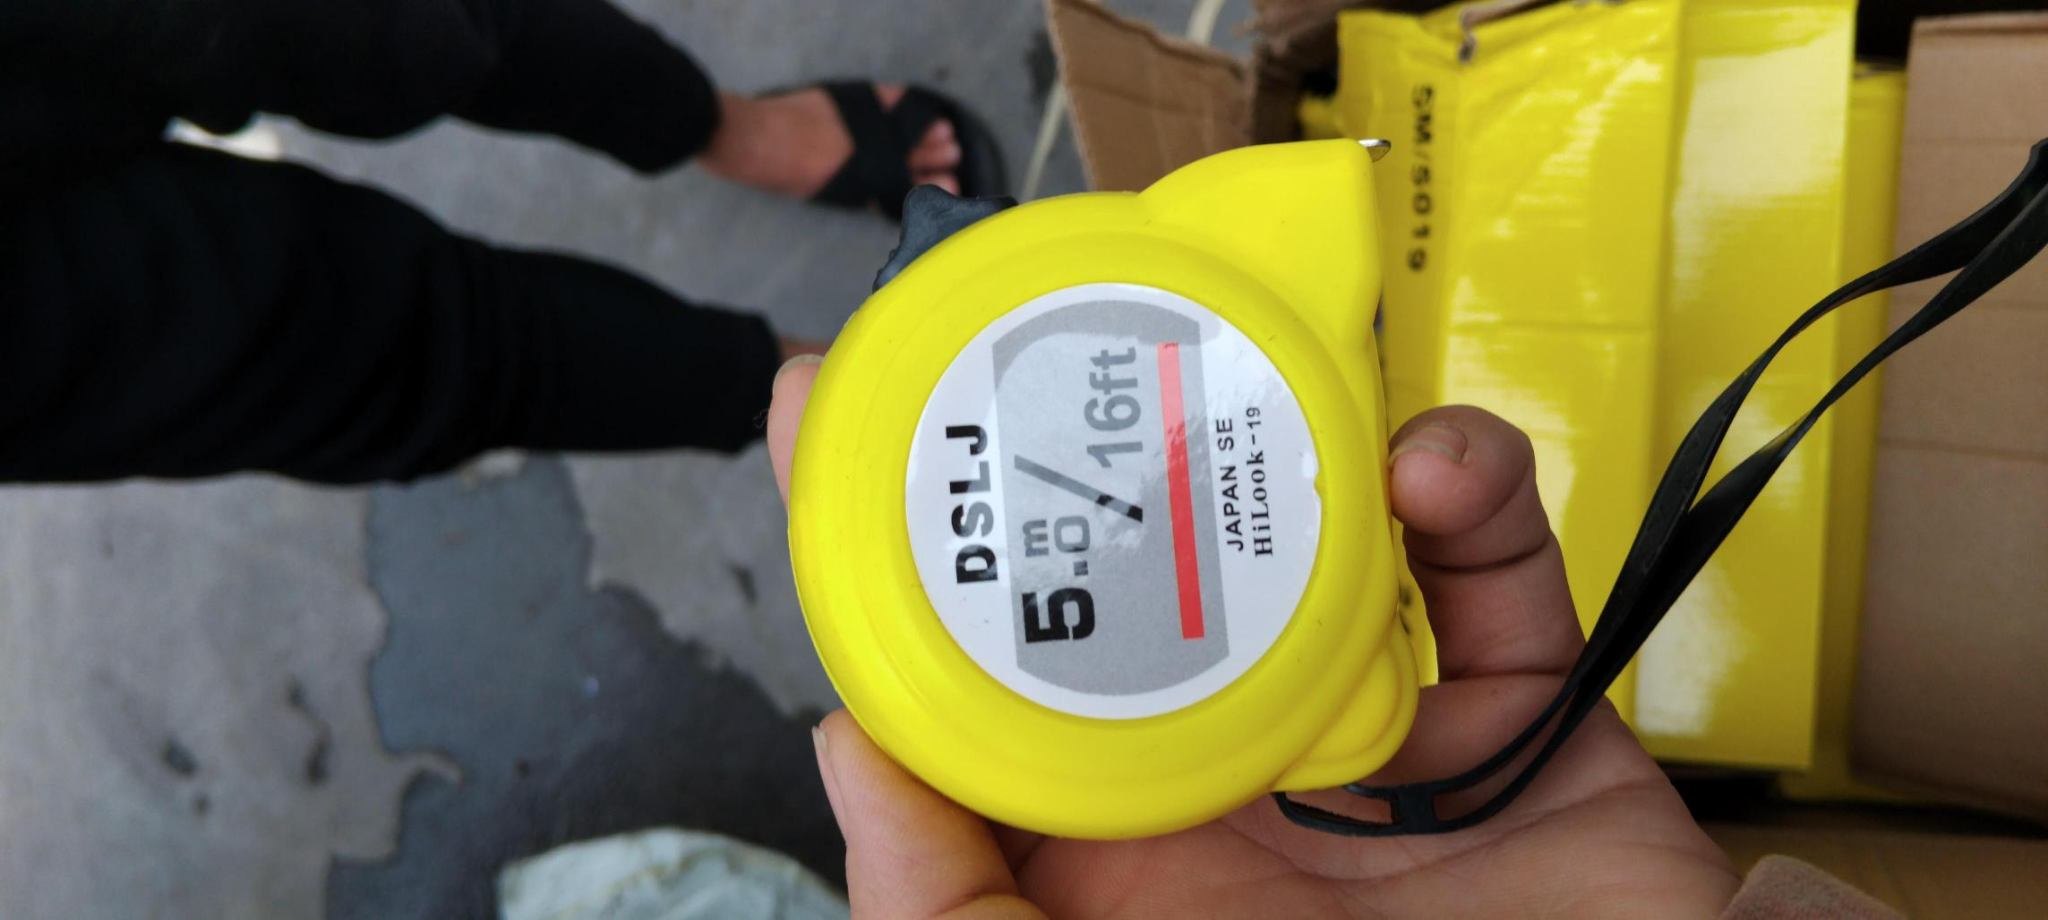 DSLJ
5.0m/16ft
JAPAN SE
HiLook-19
5M/5019